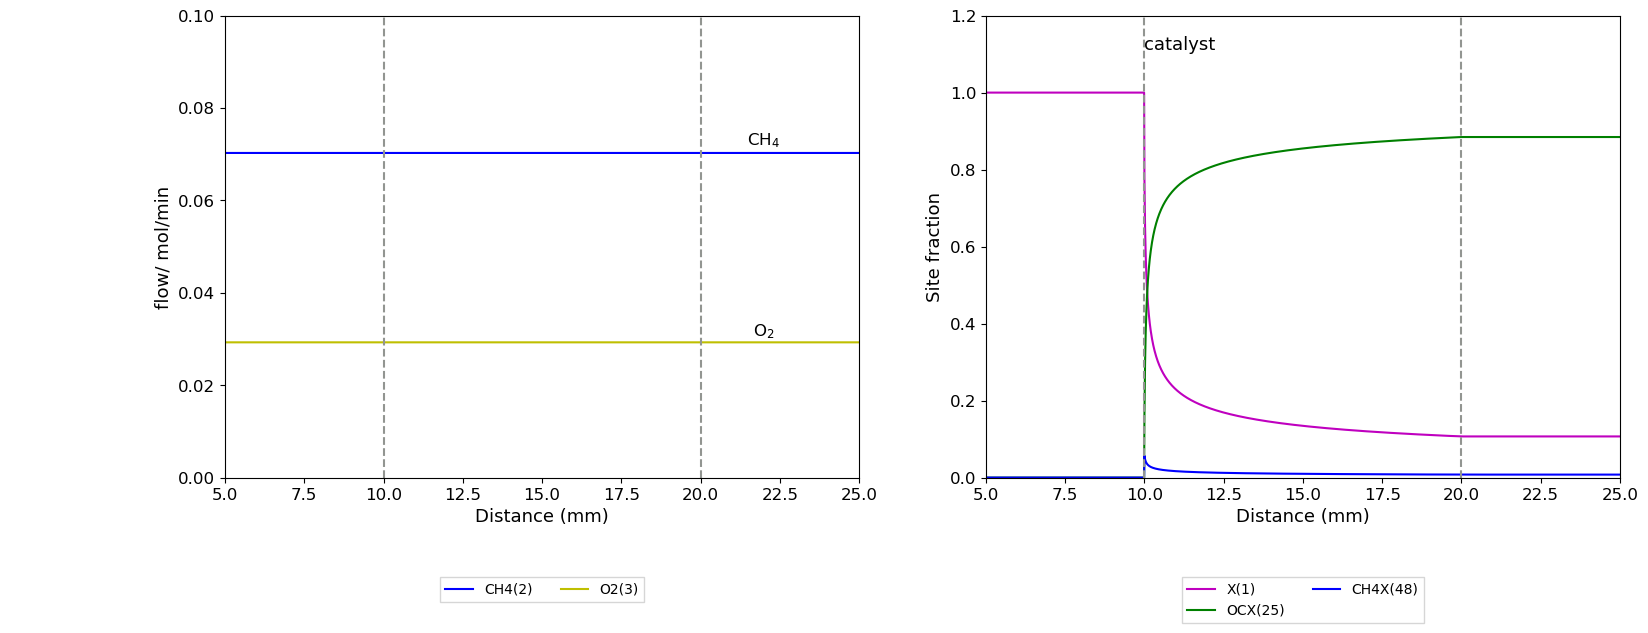 0.10
0.08
0.06
0.04
0.02
0.00
flow/ mol/min
CH₄
O₂
5.0 7.5 10.0 12.5 15.0 17.5 20.0 22.5 25.0
Distance (mm)
CH4(2) O2(3)
1.2
1.0
0.8
0.6
0.4
0.2
0.0
Site fraction
catalyst
5.0 7.5 10.0 12.5 15.0 17.5 20.0 22.5 25.0
Distance (mm)
X(1) CH4X(48)
OCX(25)